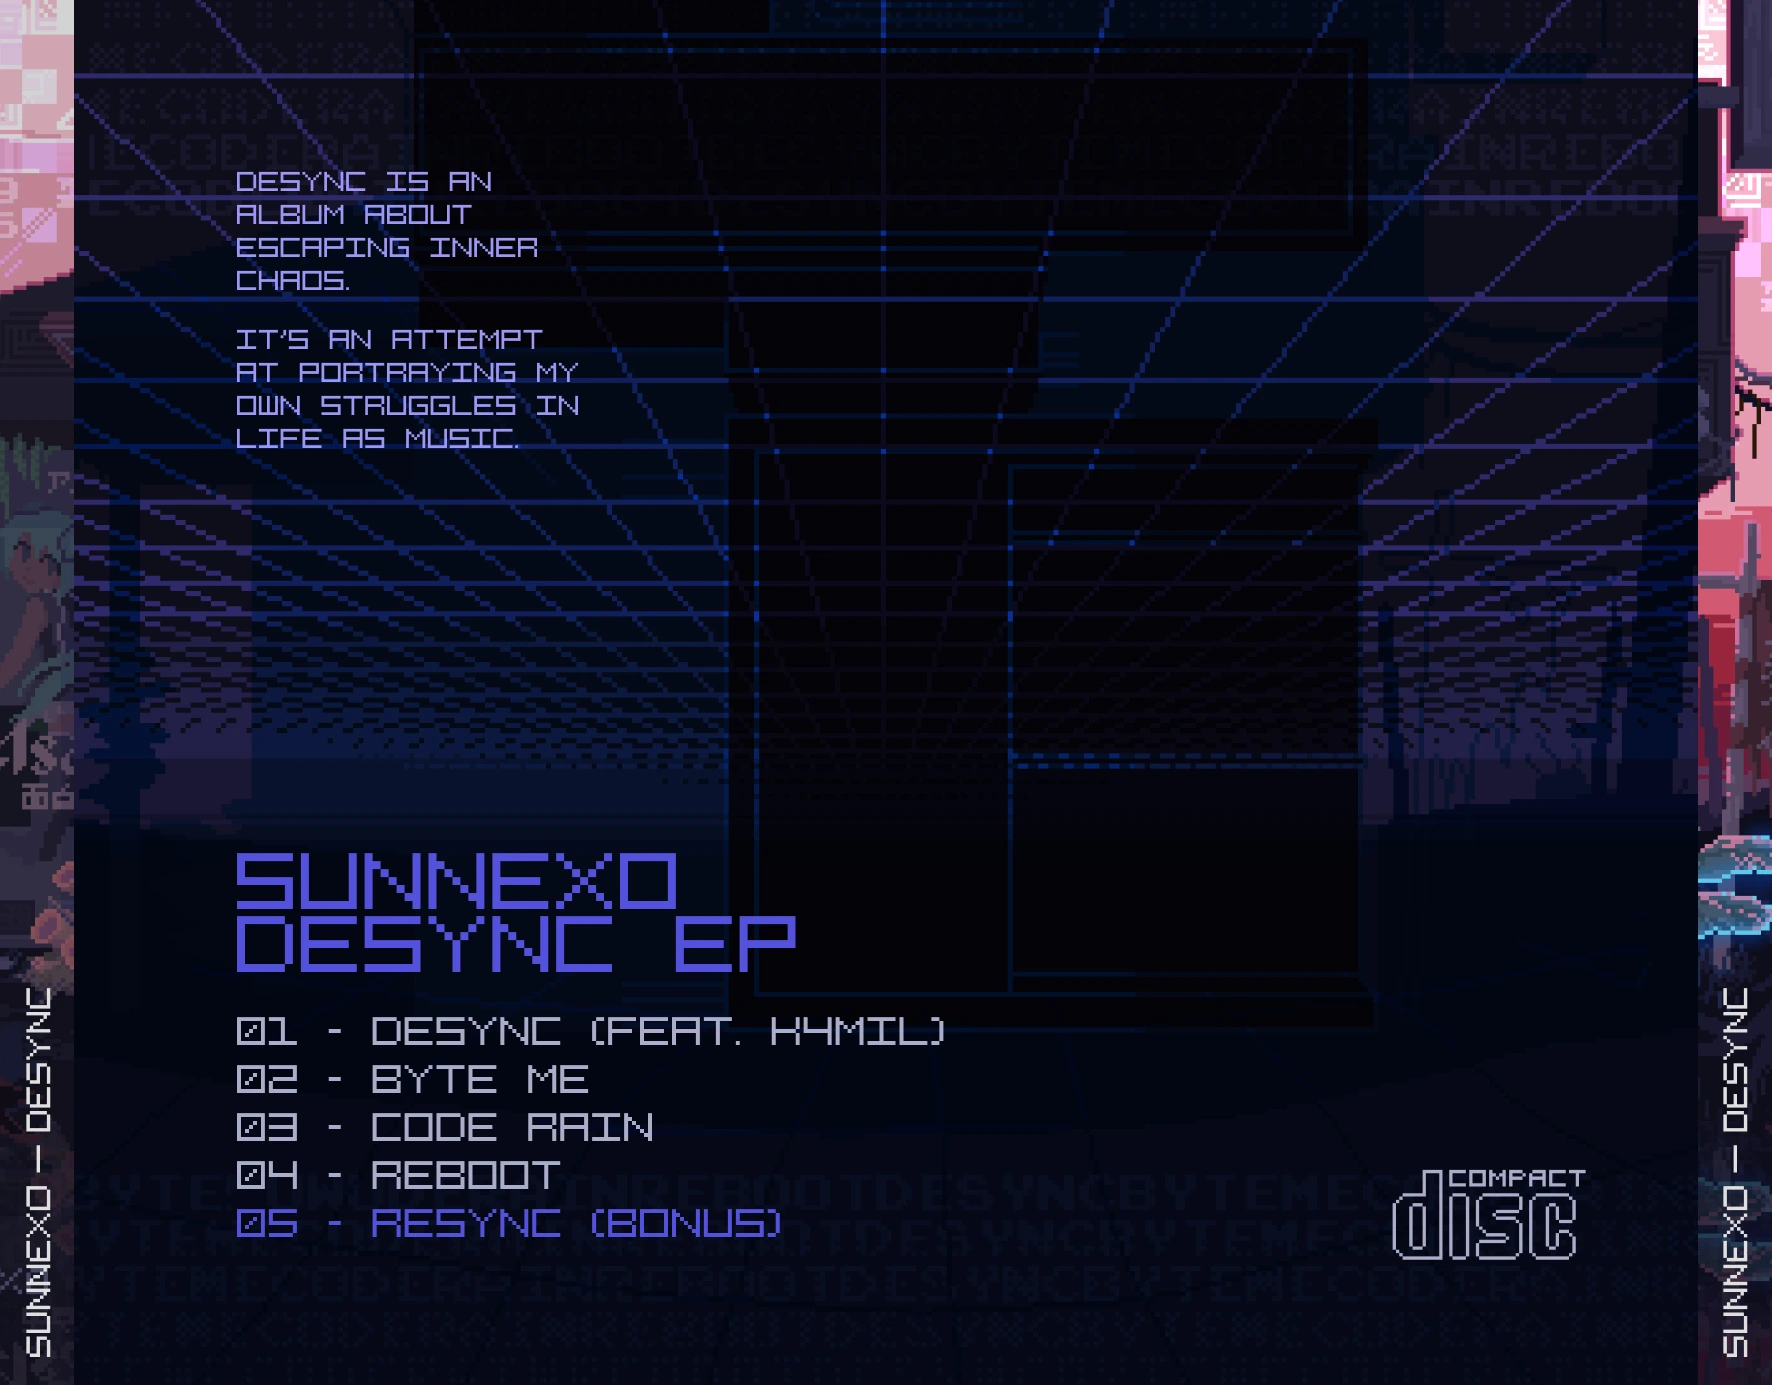 DESYNC IS AN
ALBUM ABOUT
ESCAPING INNER
CHAOS.
IT'S AN ATTEMPT
AT PORTRAYING MY
OWN STRUGGLES IN
LIFE AS MUSIC.
SUNNEXO
DESYNC EP
01 - DESYNC (FEAT. K4MIL)
02 - BYTE ME
03 - CODE RAIN
04 - REBOOT
05 - RESYNC (BONUS)
COMPACT
disc
SUNNEXO — DESYNC
SUNNEXO — DESYNC